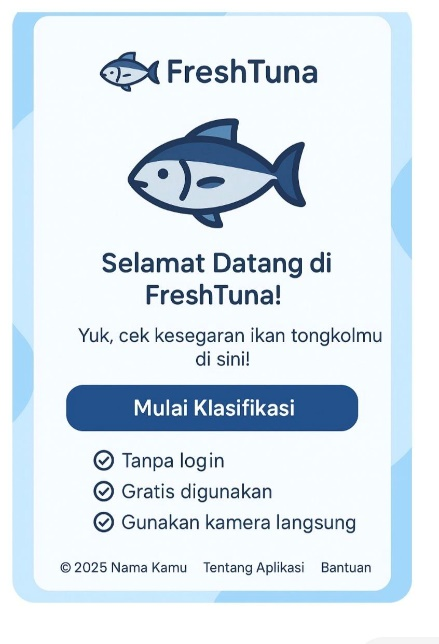 FreshTuna
Selamat Datang di
FreshTuna!
Yuk, cek kesegaran ikan tongkolmu
di sini!
Mulai Klasifikasi
Tanpa login
Gratis digunakan
Gunakan kamera langsung
© 2025 Nama Kamu Tentang Aplikasi Bantuan